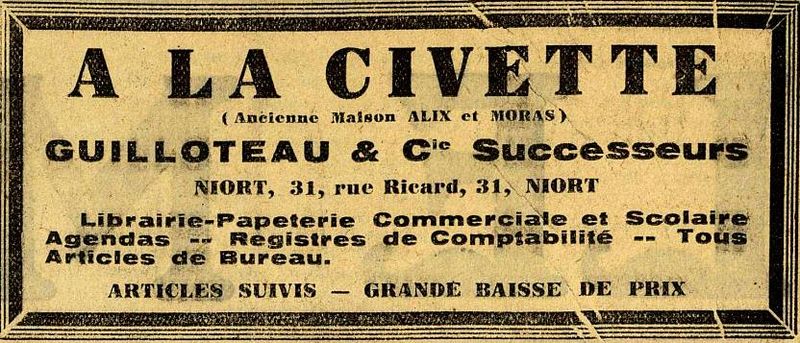 A LA CIVETTE
( Ancienne Maison ALIX et MORAS )
GUILLOTEAU & Cie Successeurs
NIORT, 31, rue Ricard, 31, NIORT
Librairie-Papeterie Commerciale et Scolaire
Agendas -- Registres de Comptabilité -- Tous
Articles de Bureau.
ARTICLES SUIVIS — GRANDE BAISSE DE PRIX